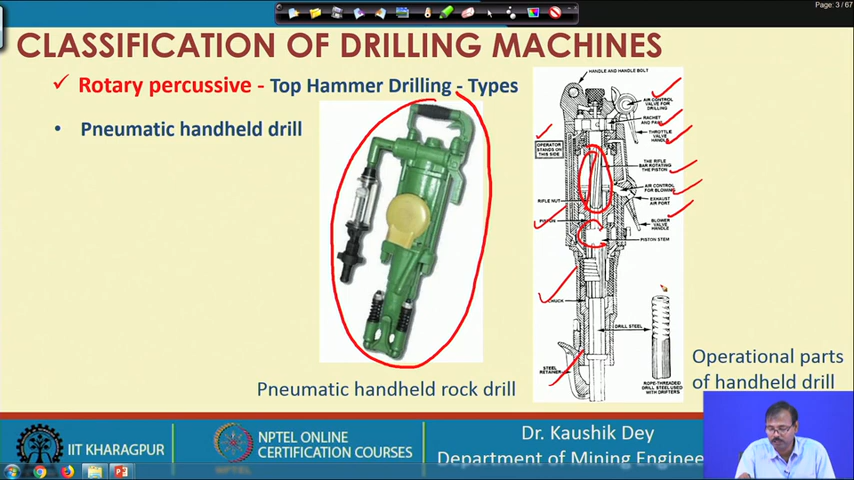 Page: 3 / 67
CLASSIFICATION OF DRILLING MACHINES
✓ Rotary percussive - Top Hammer Drilling - Types
• Pneumatic handheld drill
HANDLE AND HANDLE BOLT
AIR CONTROL
VALVE FOR
DRILLING
RACHET
AND PAWL
THROTTLE
VALVE
HANDLE
OPERATOR
STANDS ON
THIS SIDE
THE RIFLE
BAR ROTATING
THE PISTON
AIR CONTROL
FOR BLOWING
RIFLE NUT
EXHAUST
AIR PORT
PISTON
BLOWER
VALVE
HANDLE
PISTON STEM
CHUCK
DRILL STEEL
STEEL
RETAINER
ROPE-THREADED
DRILL STEEL USED
WITH DRIFTERS
Pneumatic handheld rock drill
Operational parts
of handheld drill
IIT KHARAGPUR
NPTEL ONLINE
CERTIFICATION COURSES
Dr. Kaushik Dey
Department of Mining Enginee